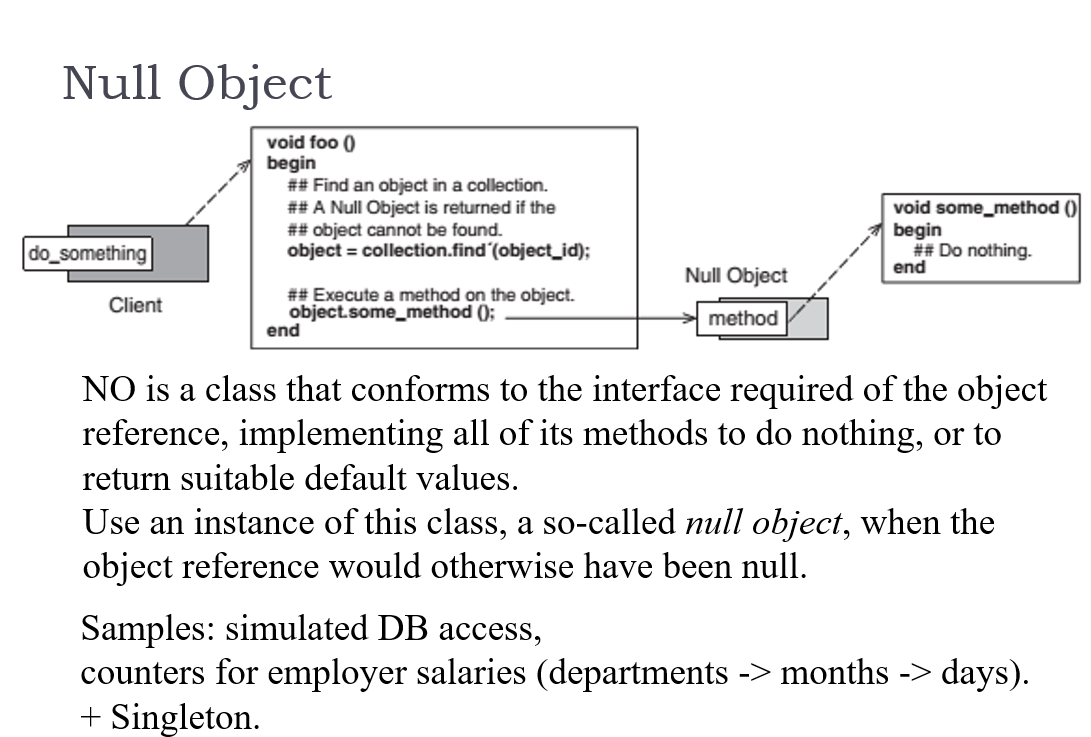 Null Object
void foo ()
begin
## Find an object in a collection.
## A Null Object is returned if the
## object cannot be found.
object = collection.find´(object_id);
## Execute a method on the object.
object.some_method ();
end
do_something
Client
Null Object
method
void some_method ()
begin
## Do nothing.
end
NO is a class that conforms to the interface required of the object
reference, implementing all of its methods to do nothing, or to
return suitable default values.
Use an instance of this class, a so-called null object, when the
object reference would otherwise have been null.
Samples: simulated DB access,
counters for employer salaries (departments -> months -> days).
+ Singleton.